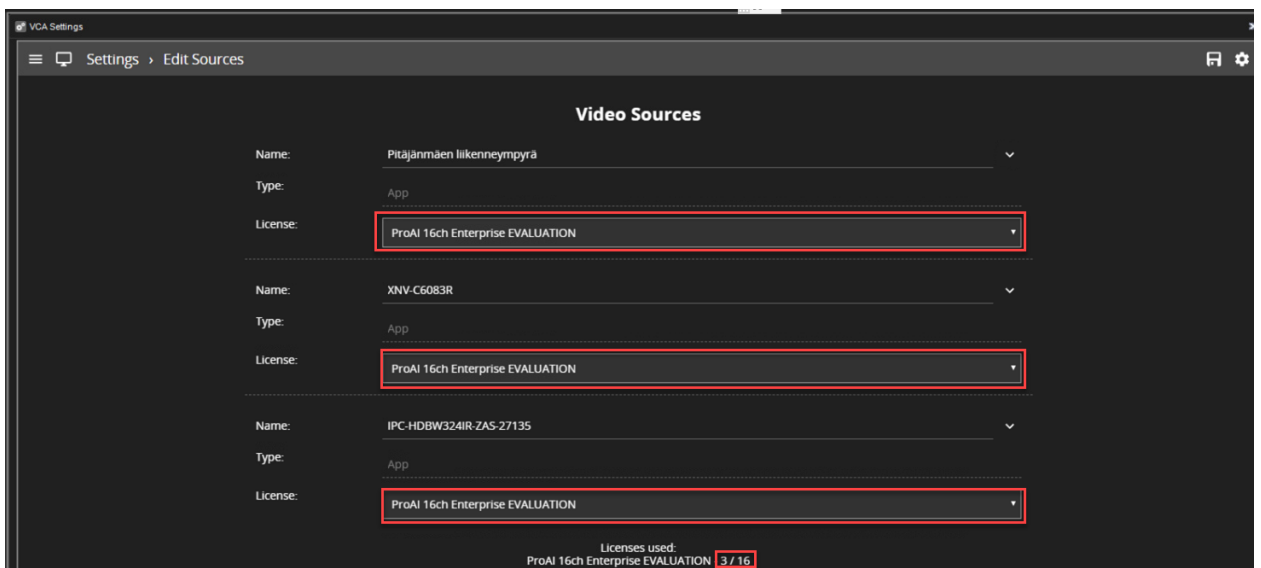 VCA Settings
Settings › Edit Sources
Video Sources
Name: Pitäjänmäen liikenneympyrä
Type: App
License: ProAI 16ch Enterprise EVALUATION
Name: XNV-C6083R
Type: App
License: ProAI 16ch Enterprise EVALUATION
Name: IPC-HDBW324IR-ZAS-27135
Type: App
License: ProAI 16ch Enterprise EVALUATION
Licenses used:
ProAI 16ch Enterprise EVALUATION 3 / 16